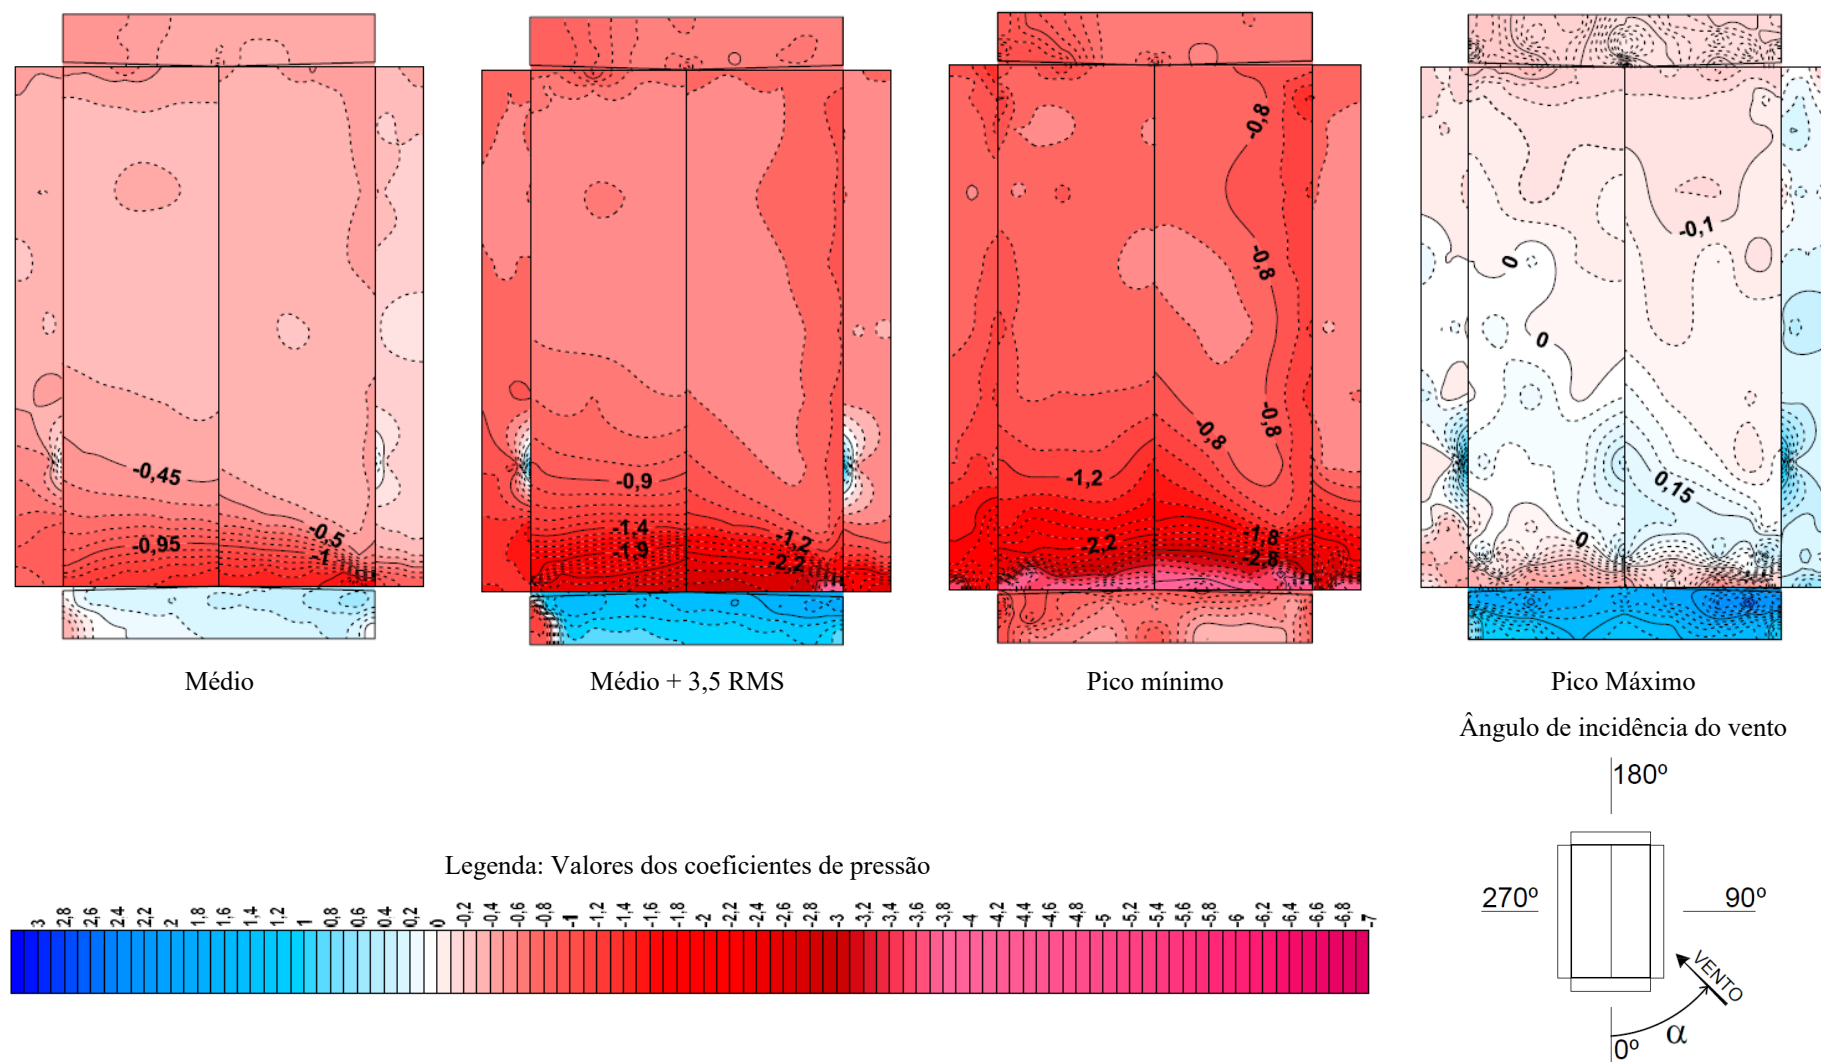 -0,45
-0,5
-0,95
-1
-0,9
-1,4
-1,2
-1,9
-2,2
-0,8
-0,8
-0,8
-0,8
-1,2
-1,8
-2,2
-2,8
-0,1
0
0
0,15
0
Médio
Médio + 3,5 RMS
Pico mínimo
Pico Máximo
Ângulo de incidência do vento
180º
270º
90º
VENTO
α
0º
Legenda: Valores dos coeficientes de pressão
3 2,8 2,6 2,4 2,2 2 1,8 1,6 1,4 1,2 1 0,8 0,6 0,4 0,2 0 -0,2 -0,4 -0,6 -0,8 -1 -1,2 -1,4 -1,6 -1,8 -2 -2,2 -2,4 -2,6 -2,8 -3 -3,2 -3,4 -3,6 -3,8 -4 -4,2 -4,4 -4,6 -4,8 -5 -5,2 -5,4 -5,6 -5,8 -6 -6,2 -6,4 -6,6 -6,8 -7